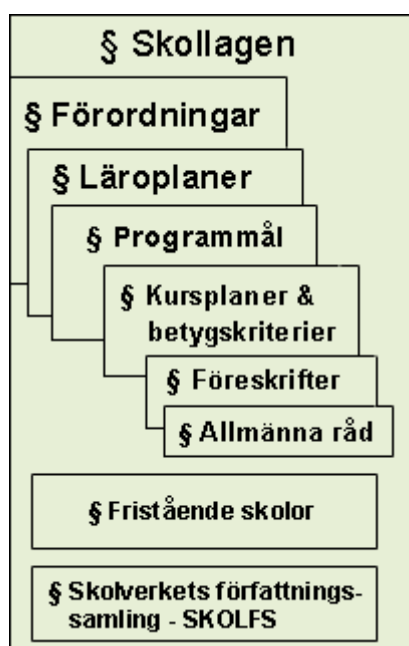 § Skollagen
§ Förordningar
§ Läroplaner
§ Programmål
§ Kursplaner &
betygskriterier
§ Föreskrifter
§ Allmänna råd
§ Fristående skolor
§ Skolverkets författnings-
samling - SKOLFS